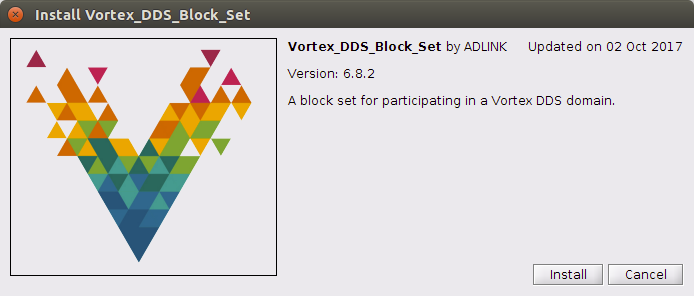 Install Vortex_DDS_Block_Set
Vortex_DDS_Block_Set by ADLINK Updated on 02 Oct 2017
Version: 6.8.2
A block set for participating in a Vortex DDS domain.
Install Cancel